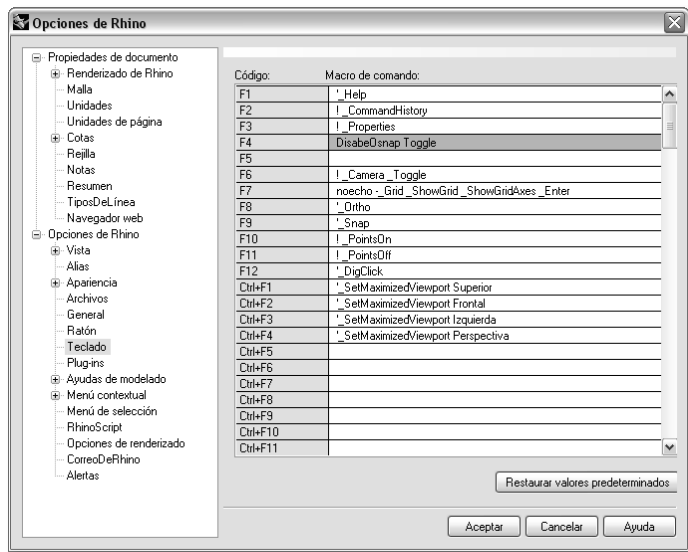 Opciones de Rhino
Propiedades de documento
Renderizado de Rhino
Malla
Unidades
Unidades de página
Cotas
Rejilla
Notas
Resumen
TiposDeLínea
Navegador web
Opciones de Rhino
Vista
Alias
Apariencia
Archivos
General
Ratón
Teclado
Plug-ins
Ayudas de modelado
Menú contextual
Menú de selección
RhinoScript
Opciones de renderizado
CorreoDeRhino
Alertas
Código: Macro de comando:
F1 '_Help
F2 !_CommandHistory
F3 !_Properties
F4 DisabeOsnap Toggle
F5
F6 !_Camera _Toggle
F7 noecho -_Grid _ShowGrid _ShowGridAxes _Enter
F8 '_Ortho
F9 '_Snap
F10 !_PointsOn
F11 !_PointsOff
F12 '_DigClick
Ctrl+F1 '_SetMaximizedViewport Superior
Ctrl+F2 '_SetMaximizedViewport Frontal
Ctrl+F3 '_SetMaximizedViewport Izquierda
Ctrl+F4 '_SetMaximizedViewport Perspectiva
Ctrl+F5
Ctrl+F6
Ctrl+F7
Ctrl+F8
Ctrl+F9
Ctrl+F10
Ctrl+F11
Restaurar valores predeterminados
Aceptar Cancelar Ayuda